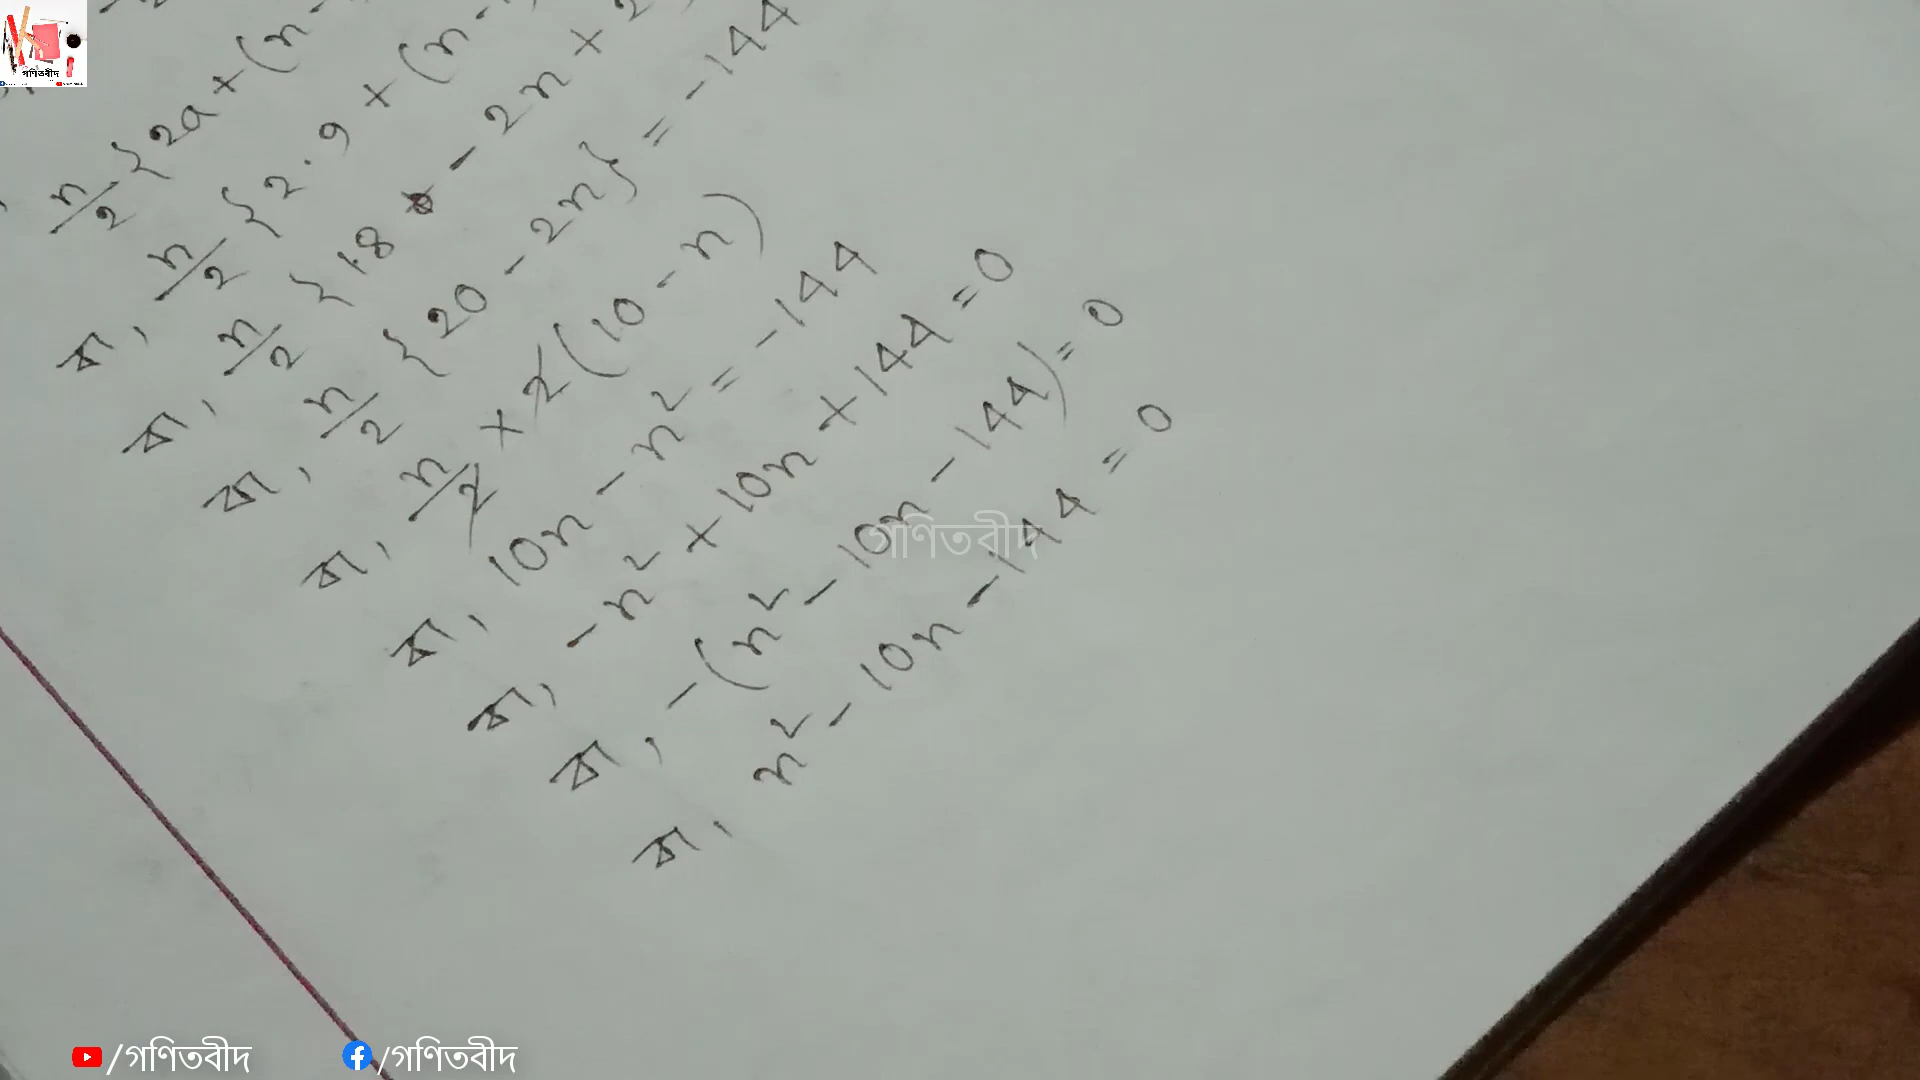 গণিতবীদ
n/2 {2a + (n -
বা, n/2 {2·9 + (n -
বা, n/2 {18 - 2n + 2
বা, n/2 {20 - 2n} = -144
বা, n/2 × 2 (10 - n)
বা, 10n - n² = -144
বা, -n² + 10n + 144 = 0
বা, -(n² - 10n - 144) = 0
বা, n² - 10n - 144 = 0
গণিতবীদ
/গণিতবীদ
/গণিতবীদ